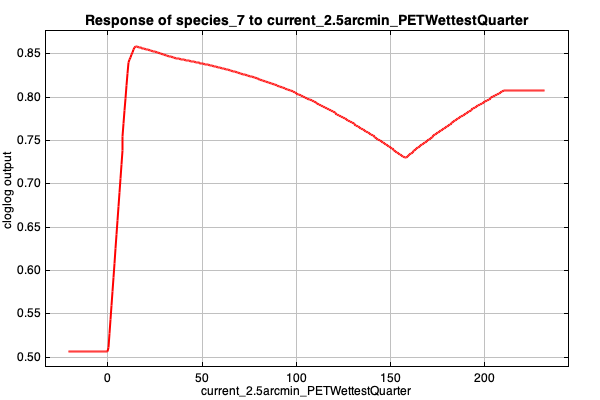 Response of species_7 to current_2.5arcmin_PETWettestQuarter
0.85
0.80
0.75
0.70
0.65
0.60
0.55
0.50
cloglog output
0 50 100 150 200
current_2.5arcmin_PETWettestQuarter